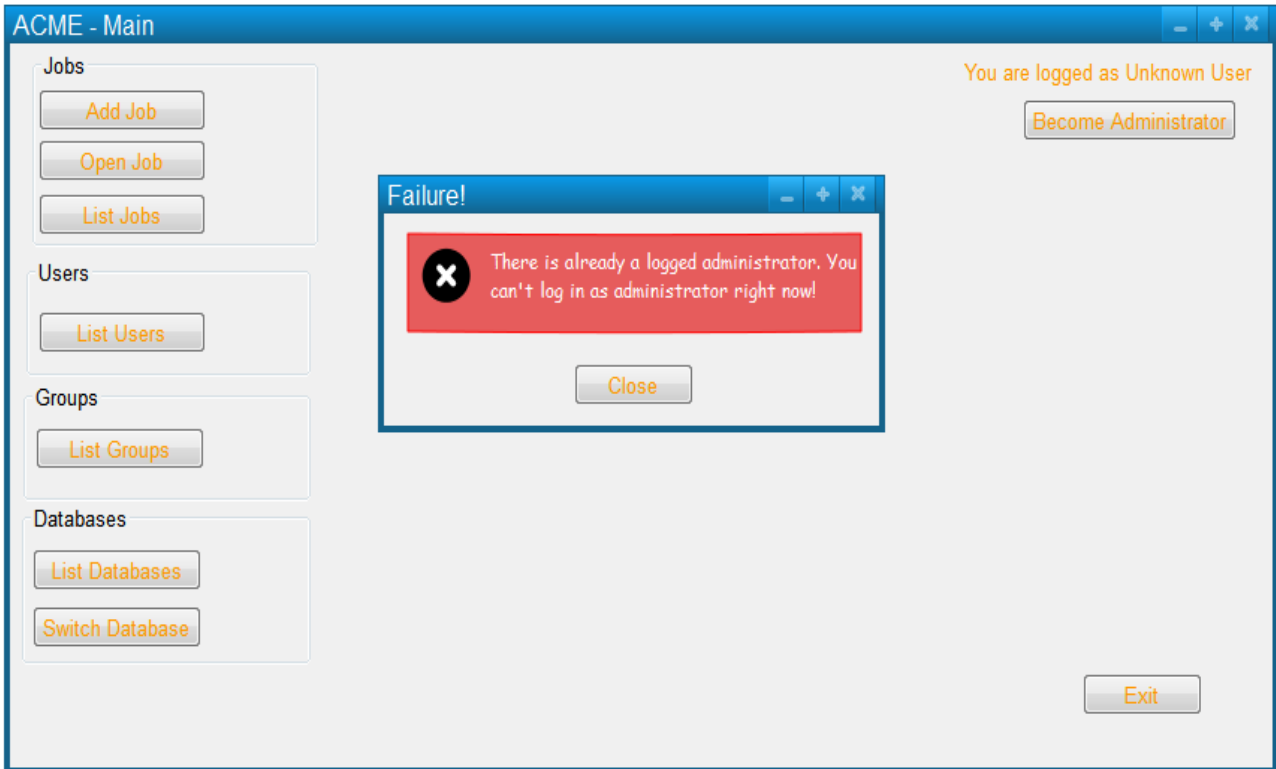 ACME - Main
Jobs
Add Job
Open Job
List Jobs
Users
List Users
Groups
List Groups
Databases
List Databases
Switch Database
You are logged as Unknown User
Become Administrator
Failure!
There is already a logged administrator. You
can't log in as administrator right now!
Close
Exit